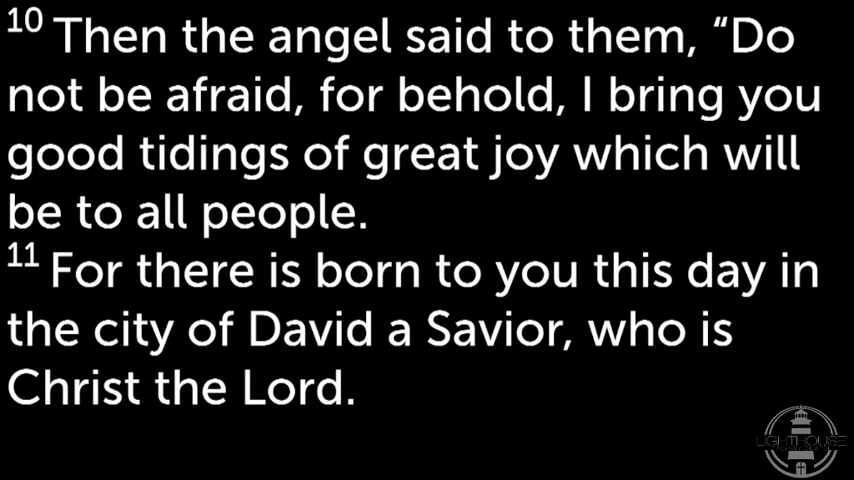 10 Then the angel said to them, “Do
not be afraid, for behold, I bring you
good tidings of great joy which will
be to all people.
11 For there is born to you this day in
the city of David a Savior, who is
Christ the Lord.
LIGHTHOUSE